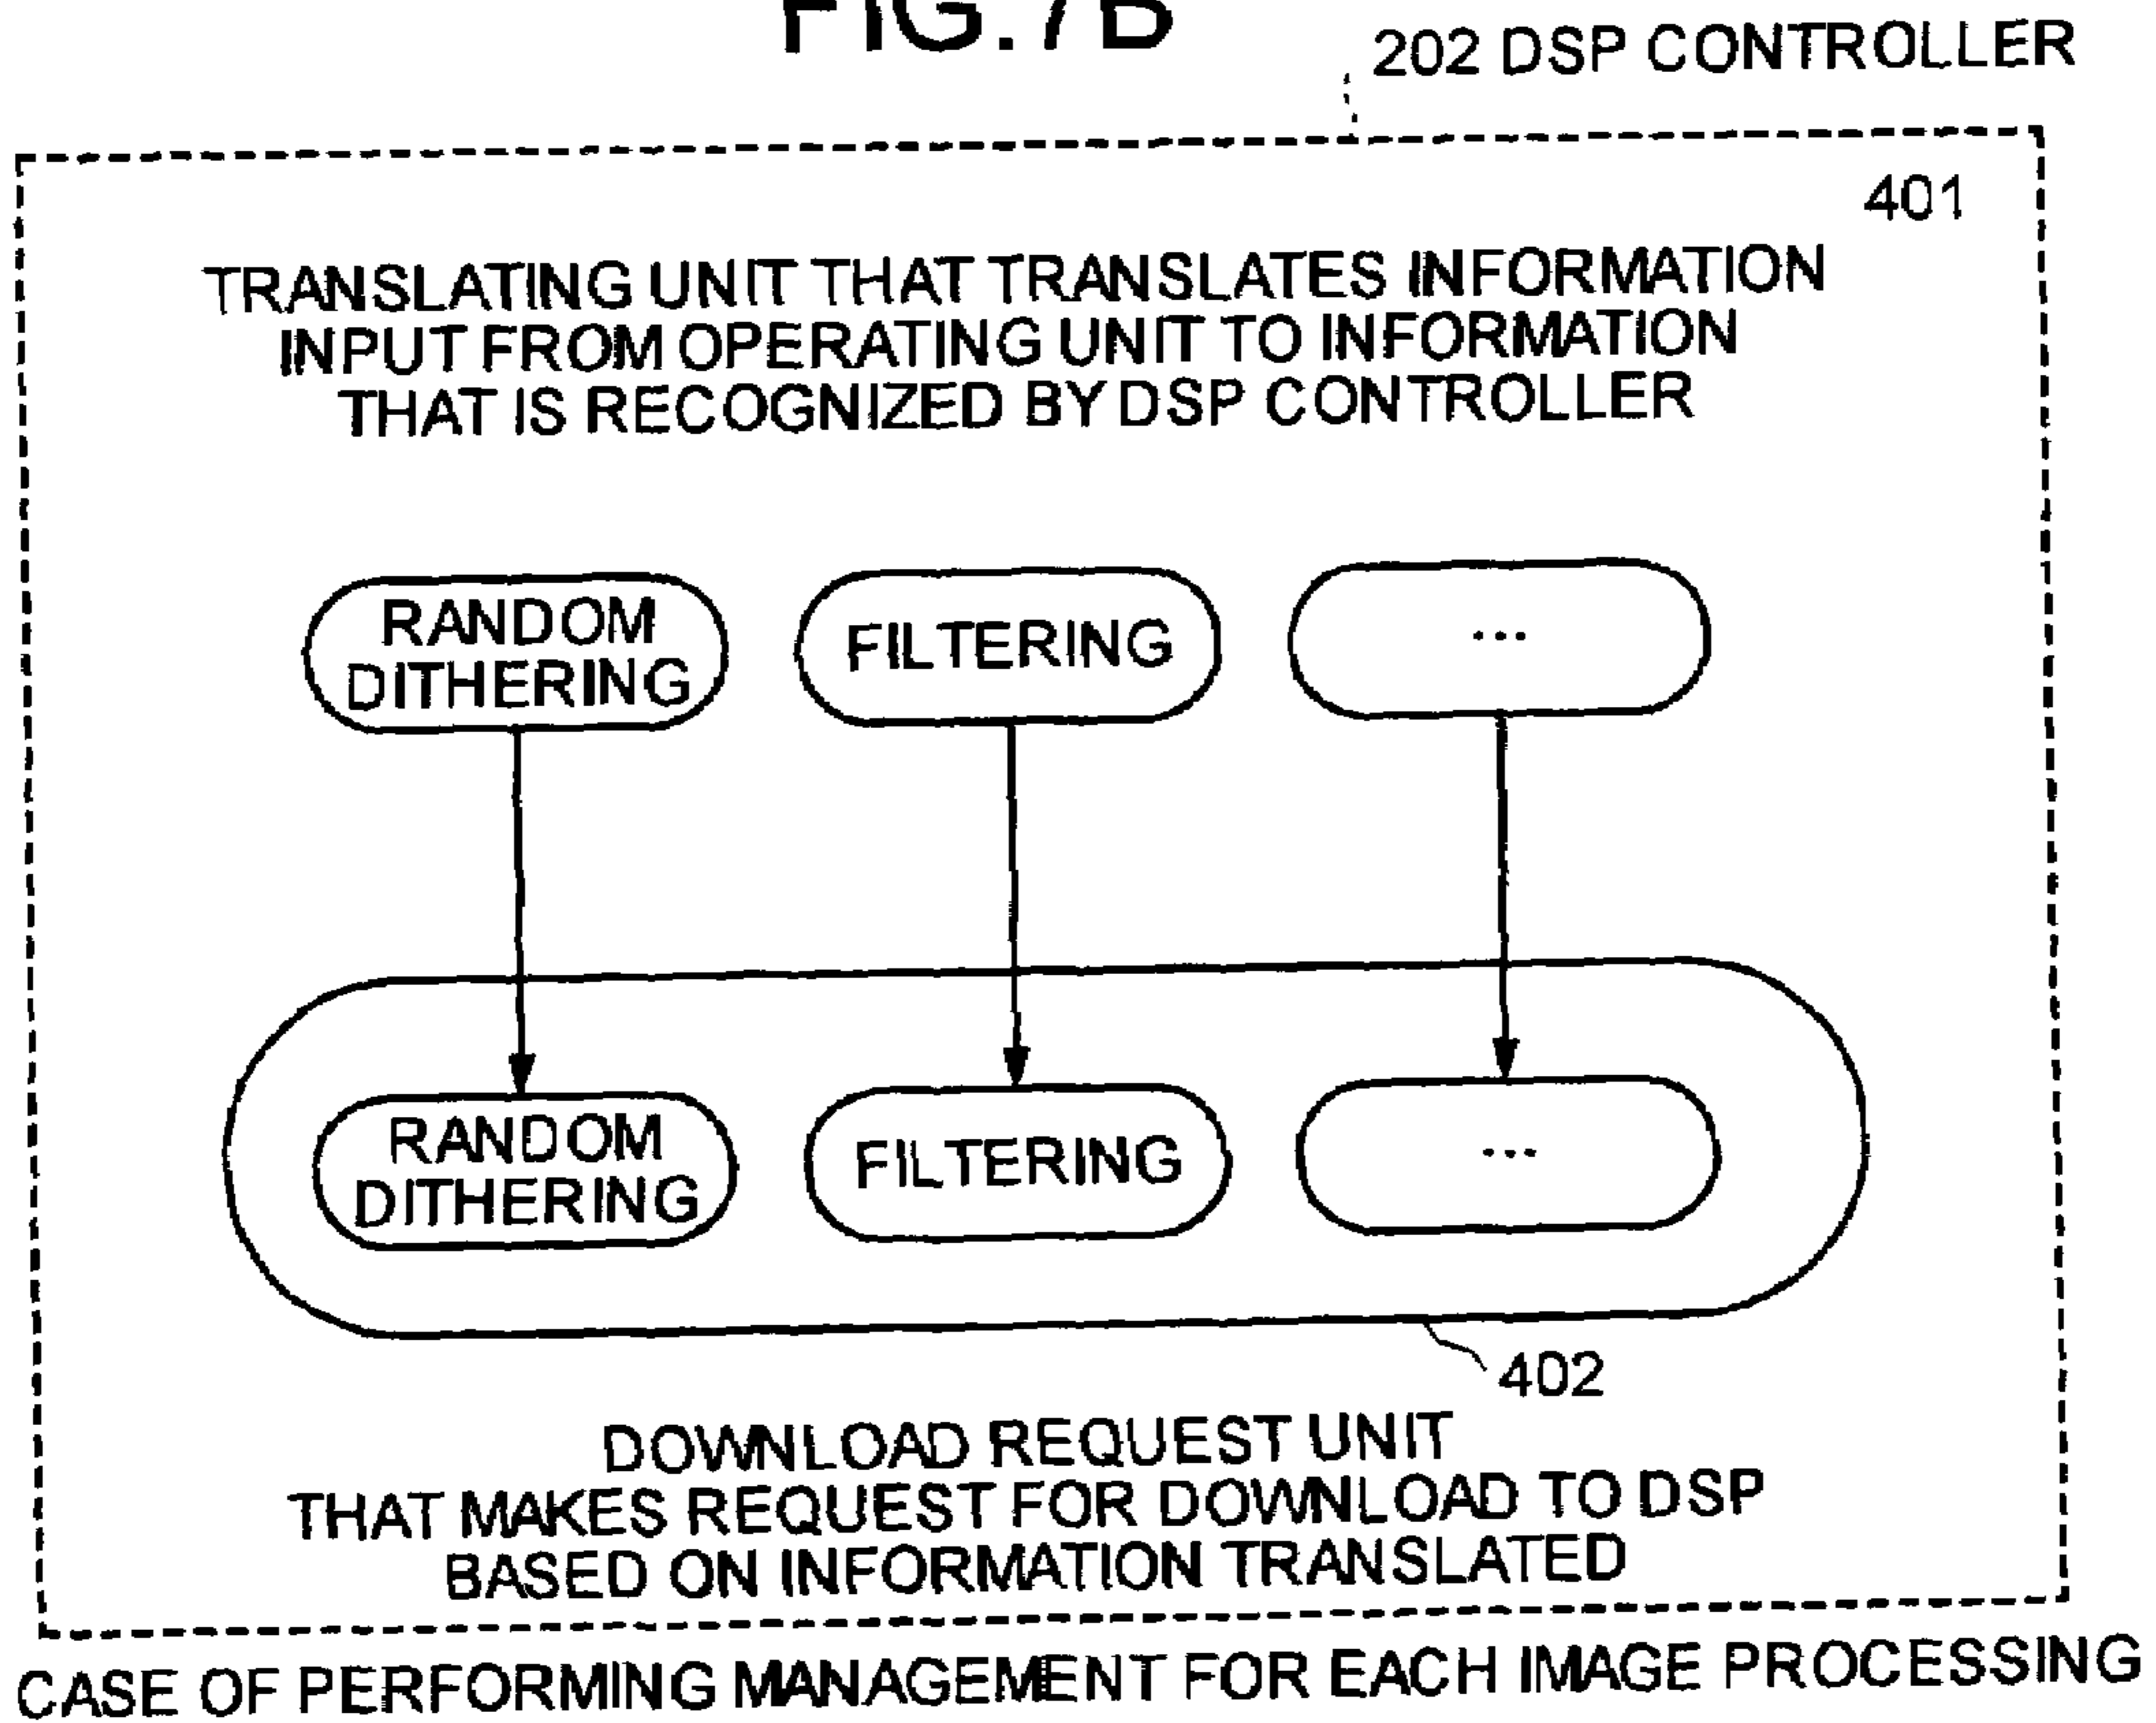 FIG.7B
202 DSP CONTROLLER
401
TRANSLATING UNIT THAT TRANSLATES INFORMATION
INPUT FROM OPERATING UNIT TO INFORMATION
THAT IS RECOGNIZED BY DSP CONTROLLER
RANDOM
DITHERING
FILTERING
...
RANDOM
DITHERING
FILTERING
...
402
DOWNLOAD REQUEST UNIT
THAT MAKES REQUEST FOR DOWNLOAD TO DSP
BASED ON INFORMATION TRANSLATED
CASE OF PERFORMING MANAGEMENT FOR EACH IMAGE PROCESSING